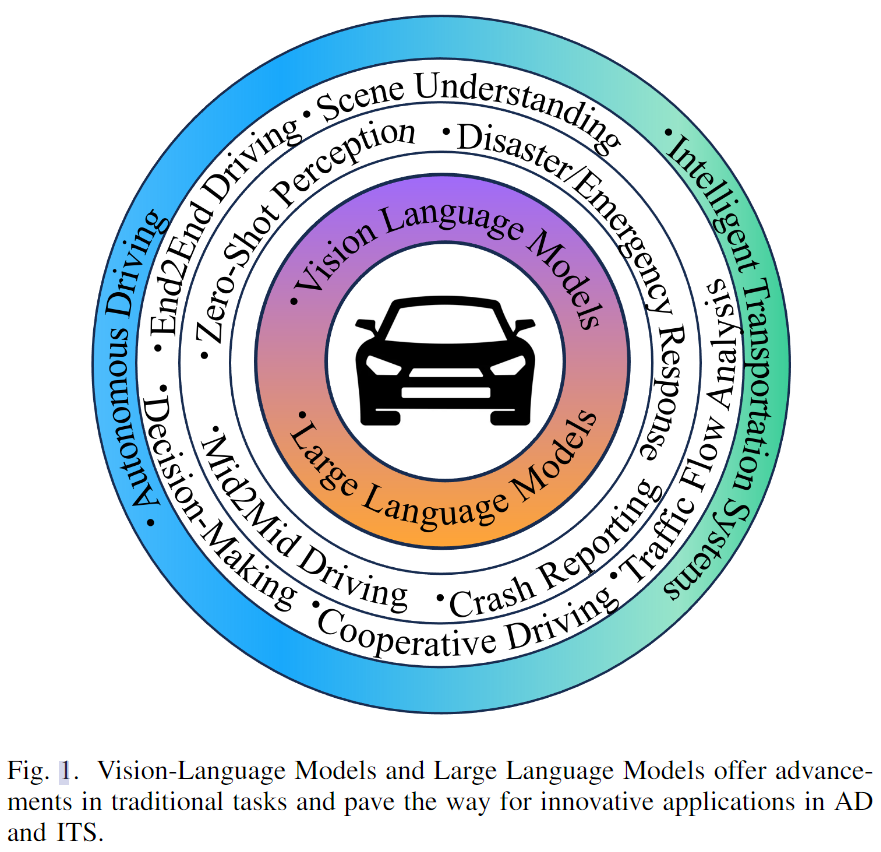 • Autonomous Driving
• Intelligent Transportation Systems
• End2End Driving
• Scene Understanding
• Decision-Making
• Cooperative Driving
• Traffic Flow Analysis
• Zero-Shot Perception
• Disaster/Emergency Response
• Mid2Mid Driving
• Crash Reporting
• Vision Language Models
• Large Language Models
Fig. 1. Vision-Language Models and Large Language Models offer advance-
ments in traditional tasks and pave the way for innovative applications in AD
and ITS.